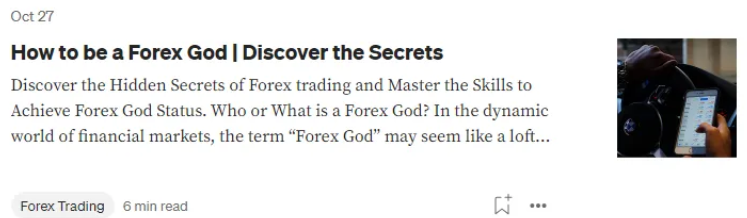 Oct 27
How to be a Forex God | Discover the Secrets
Discover the Hidden Secrets of Forex trading and Master the Skills to
Achieve Forex God Status. Who or What is a Forex God? In the dynamic
world of financial markets, the term “Forex God” may seem like a loft...
Forex Trading 6 min read